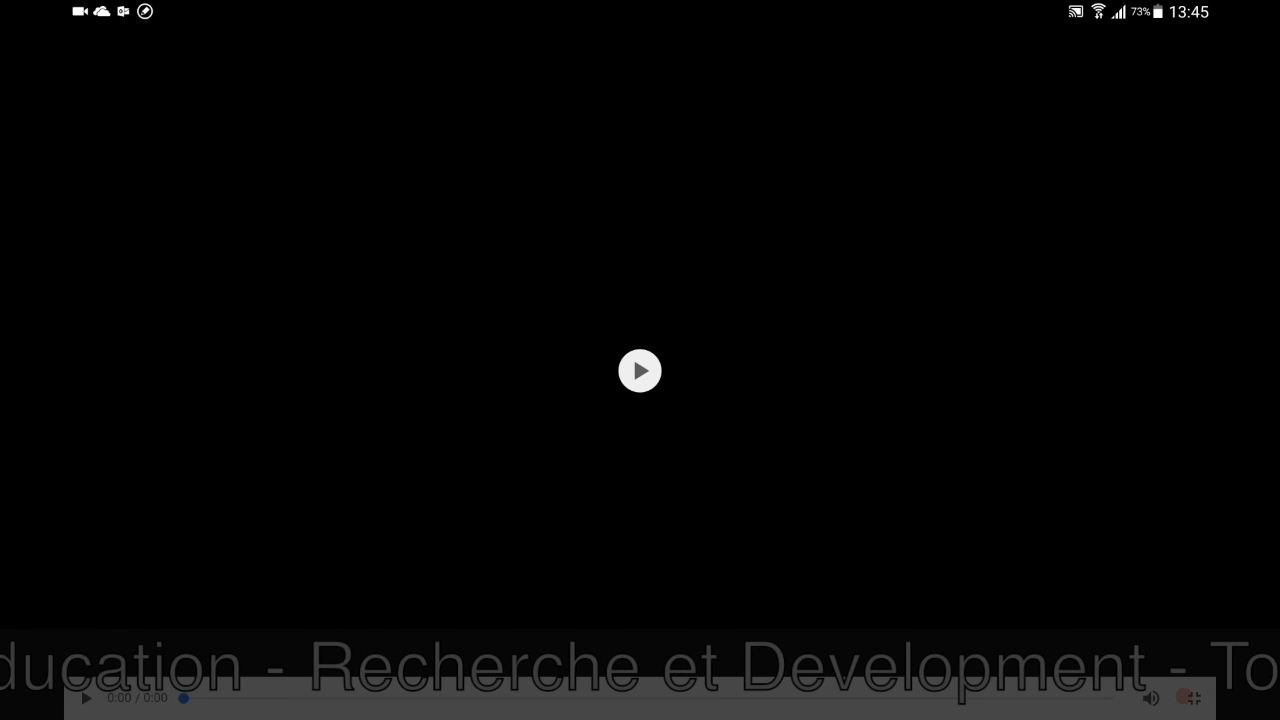 73% 13:45
ducation - Recherche et Development - To
0:00 / 0:00